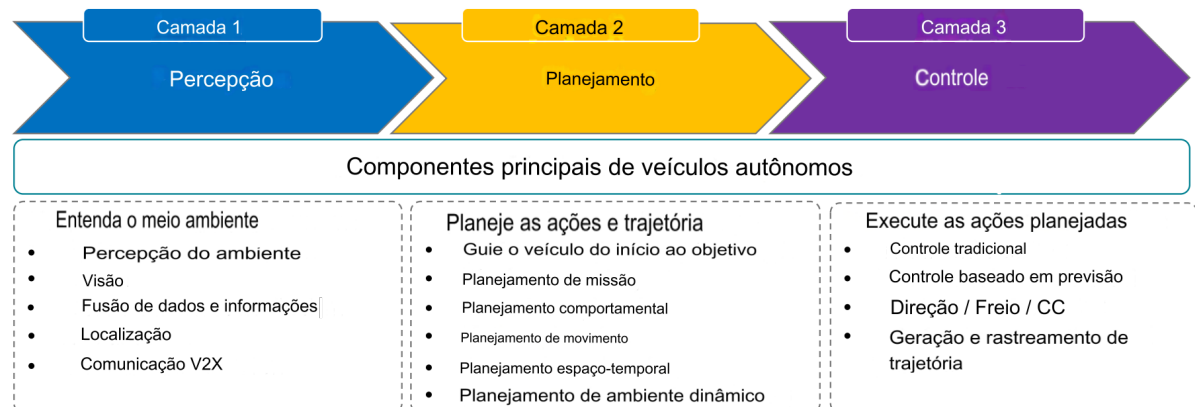 Camada 1
Percepção
Camada 2
Planejamento
Camada 3
Controle
Componentes principais de veículos autônomos
Entenda o meio ambiente
• Percepção do ambiente
• Visão
• Fusão de dados e informações
• Localização
• Comunicação V2X
Planeje as ações e trajetória
• Guie o veículo do início ao objetivo
• Planejamento de missão
• Planejamento comportamental
• Planejamento de movimento
• Planejamento espaço-temporal
• Planejamento de ambiente dinâmico
Execute as ações planejadas
• Controle tradicional
• Controle baseado em previsão
• Direção / Freio / CC
• Geração e rastreamento de
trajetória